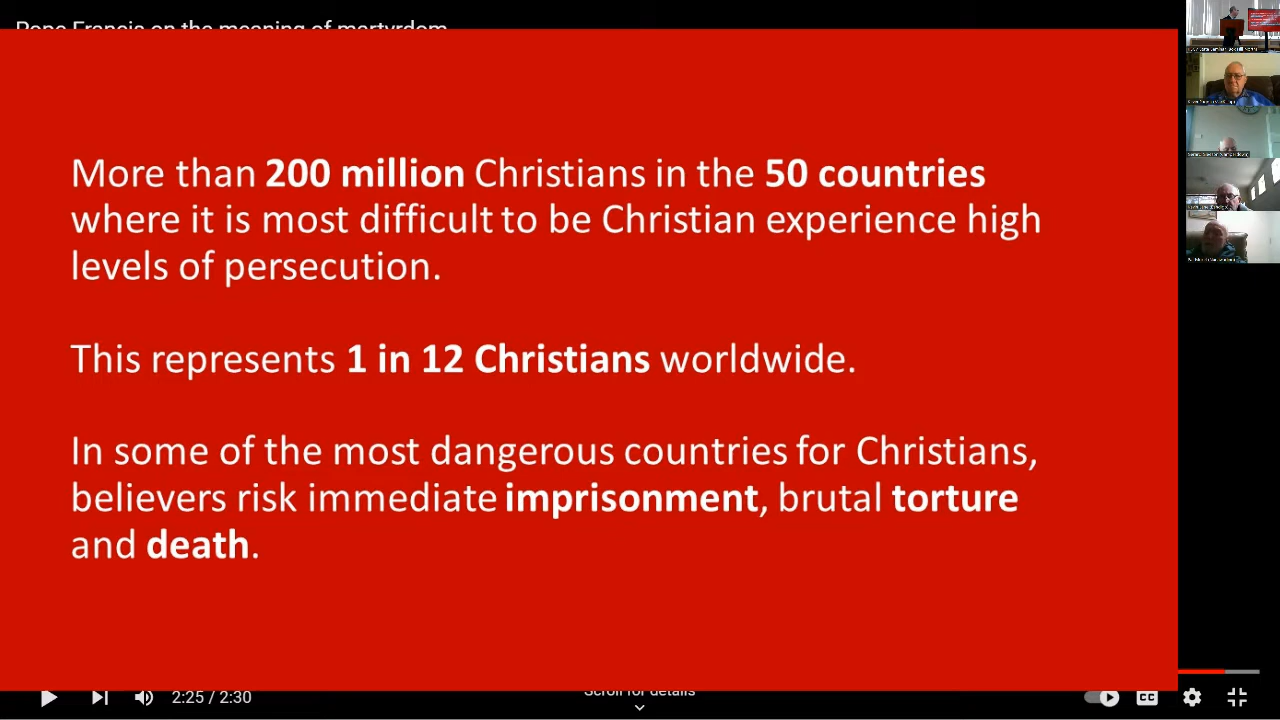 Pope Francis on the meaning of martyrdom
More than 200 million Christians in the 50 countries
where it is most difficult to be Christian experience high
levels of persecution.
This represents 1 in 12 Christians worldwide.
In some of the most dangerous countries for Christians,
believers risk immediate imprisonment, brutal torture
and death.
2:25 / 2:30
Scroll for details
CC